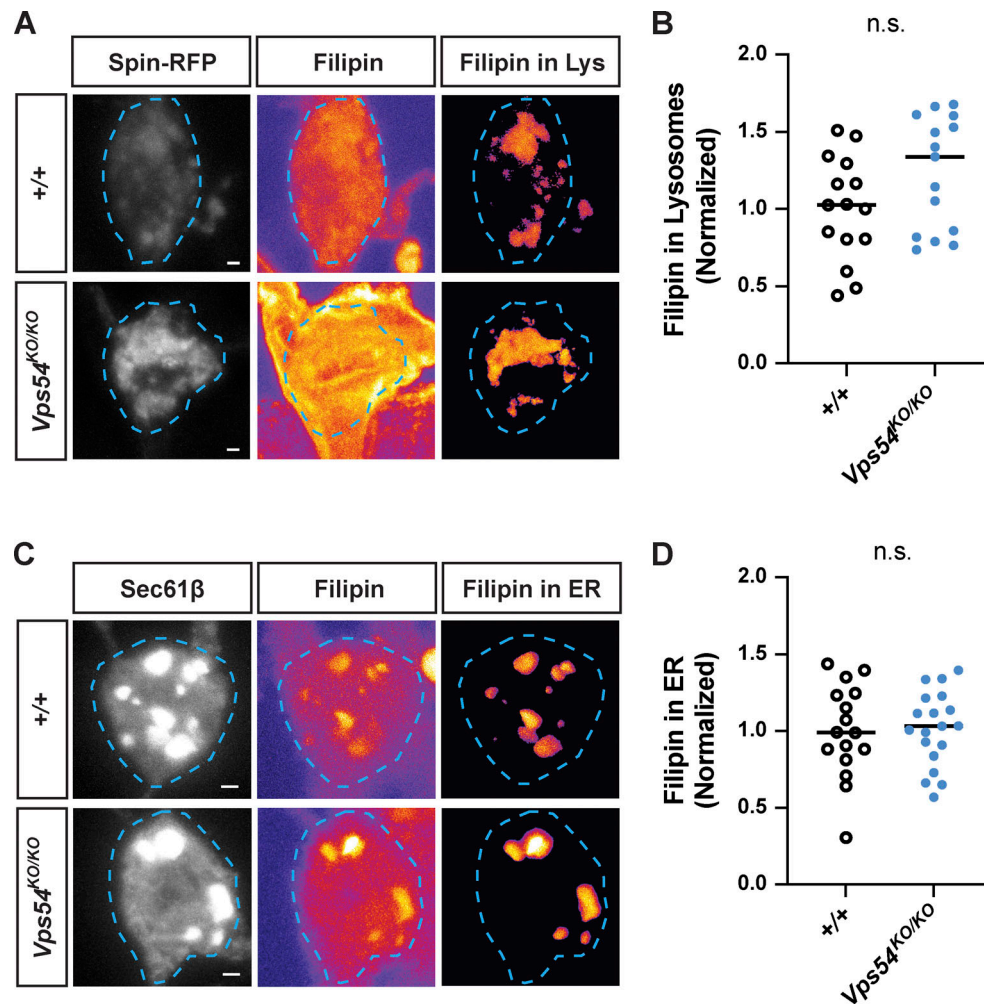 A
Spin-RFP
Filipin
Filipin in Lys
+/+
Vps54KO/KO
B
n.s.
Filipin in Lysosomes
(Normalized)
2.0
1.5
1.0
0.5
0.0
+/+
Vps54KO/KO
C
Sec61β
Filipin
Filipin in ER
+/+
Vps54KO/KO
D
n.s.
Filipin in ER
(Normalized)
2.0
1.5
1.0
0.5
0.0
+/+
Vps54KO/KO